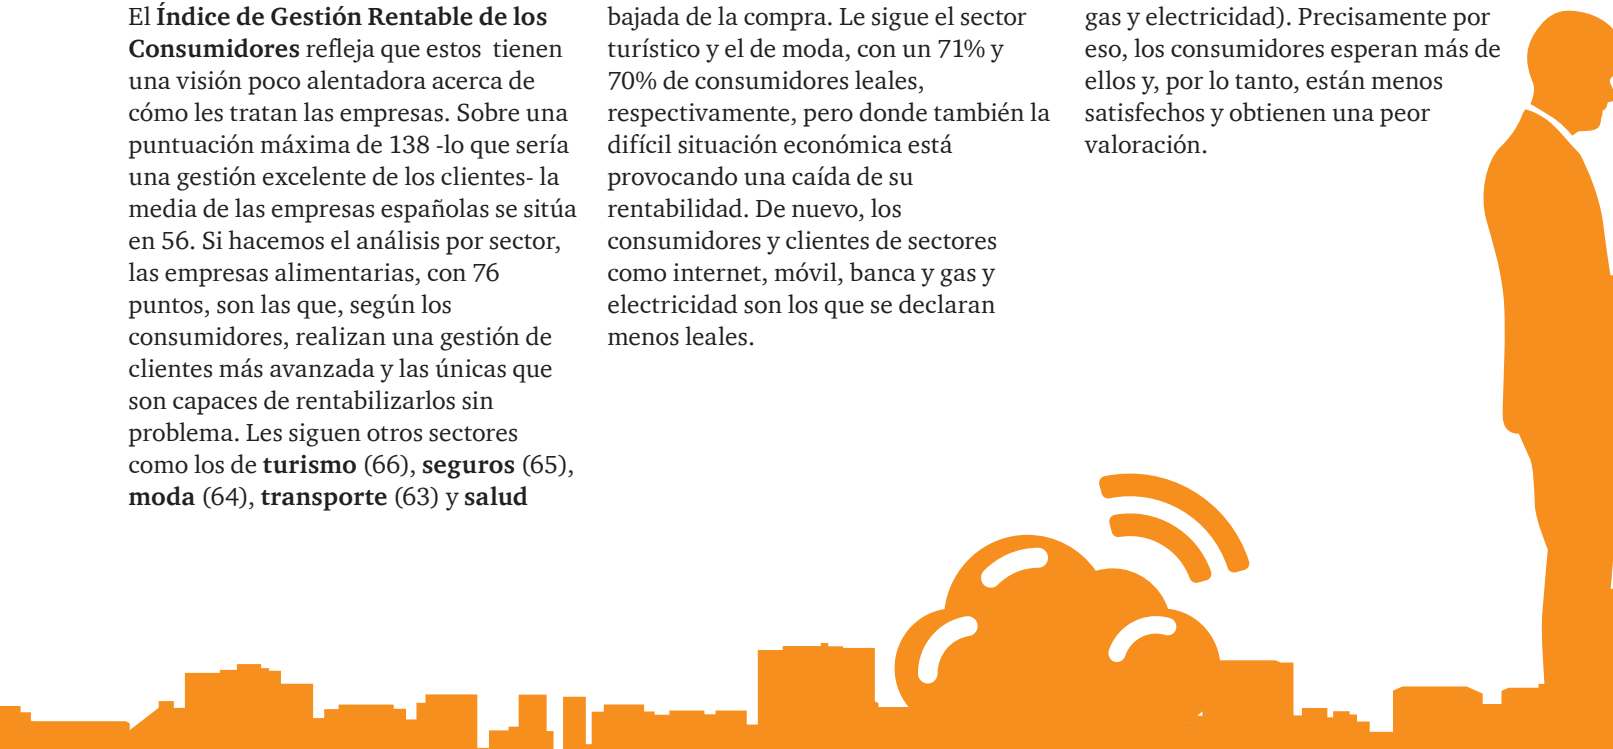 El Índice de Gestión Rentable de los
Consumidores refleja que estos tienen
una visión poco alentadora acerca de
cómo les tratan las empresas. Sobre una
puntuación máxima de 138 -lo que sería
una gestión excelente de los clientes- la
media de las empresas españolas se sitúa
en 56. Si hacemos el análisis por sector,
las empresas alimentarias, con 76
puntos, son las que, según los
consumidores, realizan una gestión de
clientes más avanzada y las únicas que
son capaces de rentabilizarlos sin
problema. Les siguen otros sectores
como los de turismo (66), seguros (65),
moda (64), transporte (63) y salud
bajada de la compra. Le sigue el sector
turístico y el de moda, con un 71% y
70% de consumidores leales,
respectivamente, pero donde también la
difícil situación económica está
provocando una caída de su
rentabilidad. De nuevo, los
consumidores y clientes de sectores
como internet, móvil, banca y gas y
electricidad son los que se declaran
menos leales.
gas y electricidad). Precisamente por
eso, los consumidores esperan más de
ellos y, por lo tanto, están menos
satisfechos y obtienen una peor
valoración.